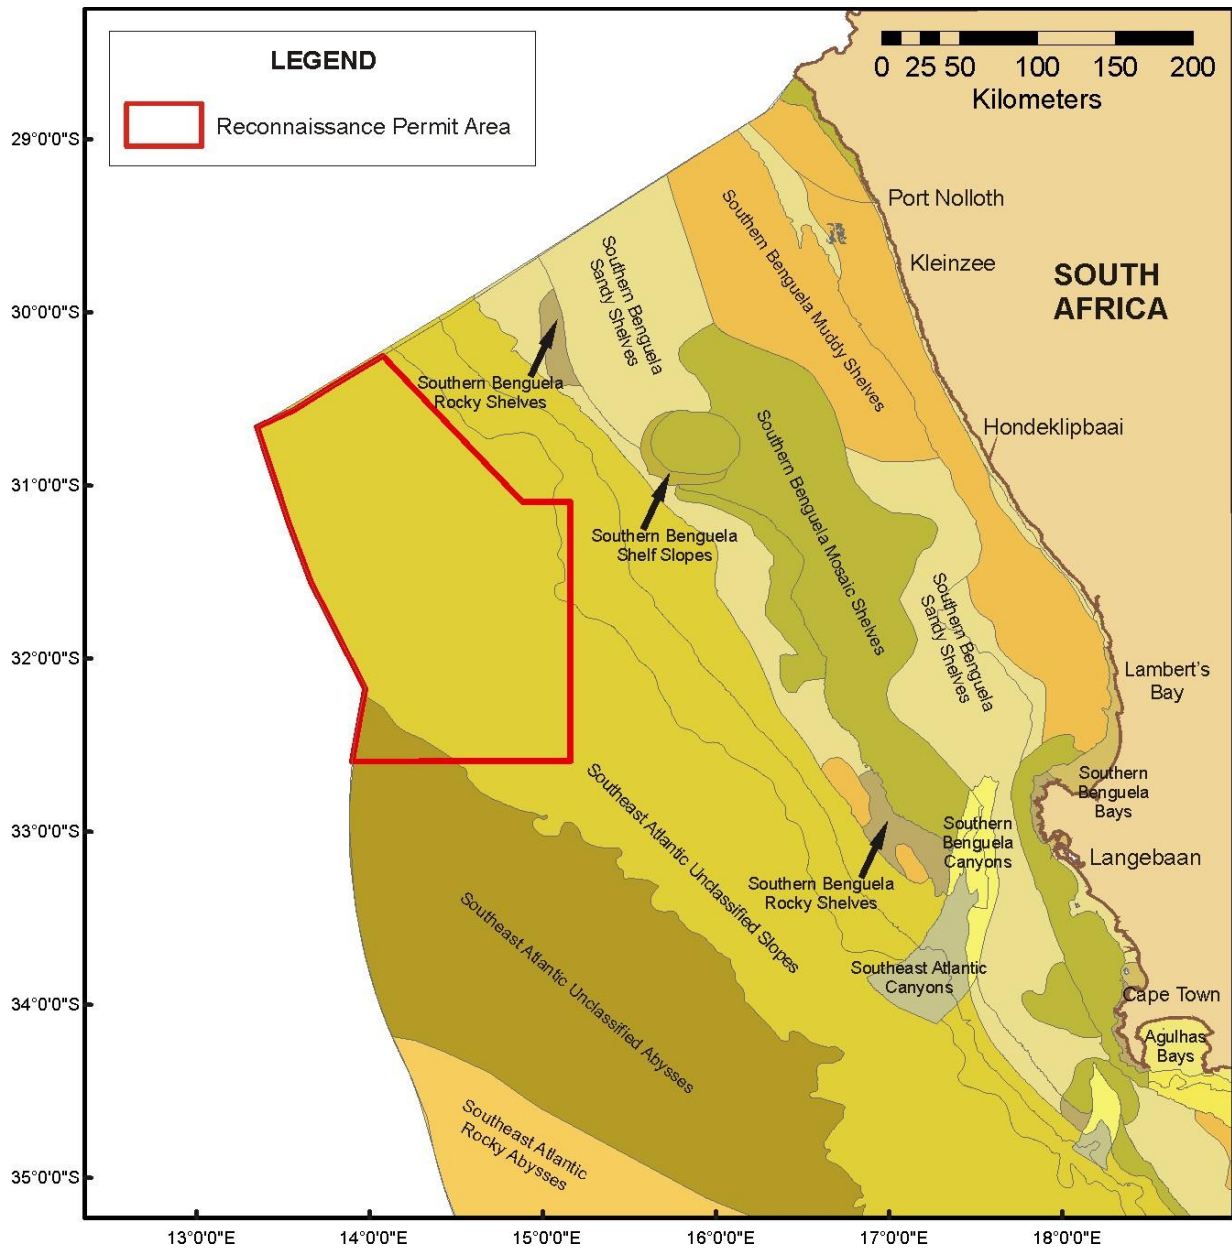 LEGEND
Reconnaissance Permit Area
0 25 50 100 150 200
Kilometers
29°0'0"S
30°0'0"S
31°0'0"S
32°0'0"S
33°0'0"S
34°0'0"S
35°0'0"S
Port Nolloth
Kleinzee
SOUTH
AFRICA
Southern Benguela Muddy Shelves
Southern Benguela
Sandy Shelves
Southern Benguela
Rocky Shelves
Hondeklipbaai
Southern Benguela Mosaic Shelves
Southern Benguela
Shelf Slopes
Southern Benguela
Sandy Shelves
Lambert's
Bay
Southern
Benguela
Bays
Southern
Benguela
Canyons
Langebaan
Southern Benguela
Rocky Shelves
Southeast Atlantic Unclassified Slopes
Southeast Atlantic Unclassified Abysses
Southeast Atlantic
Canyons
Cape Town
Agulhas
Bays
Southeast Atlantic
Rocky Abysses
13°0'0"E
14°0'0"E
15°0'0"E
16°0'0"E
17°0'0"E
18°0'0"E